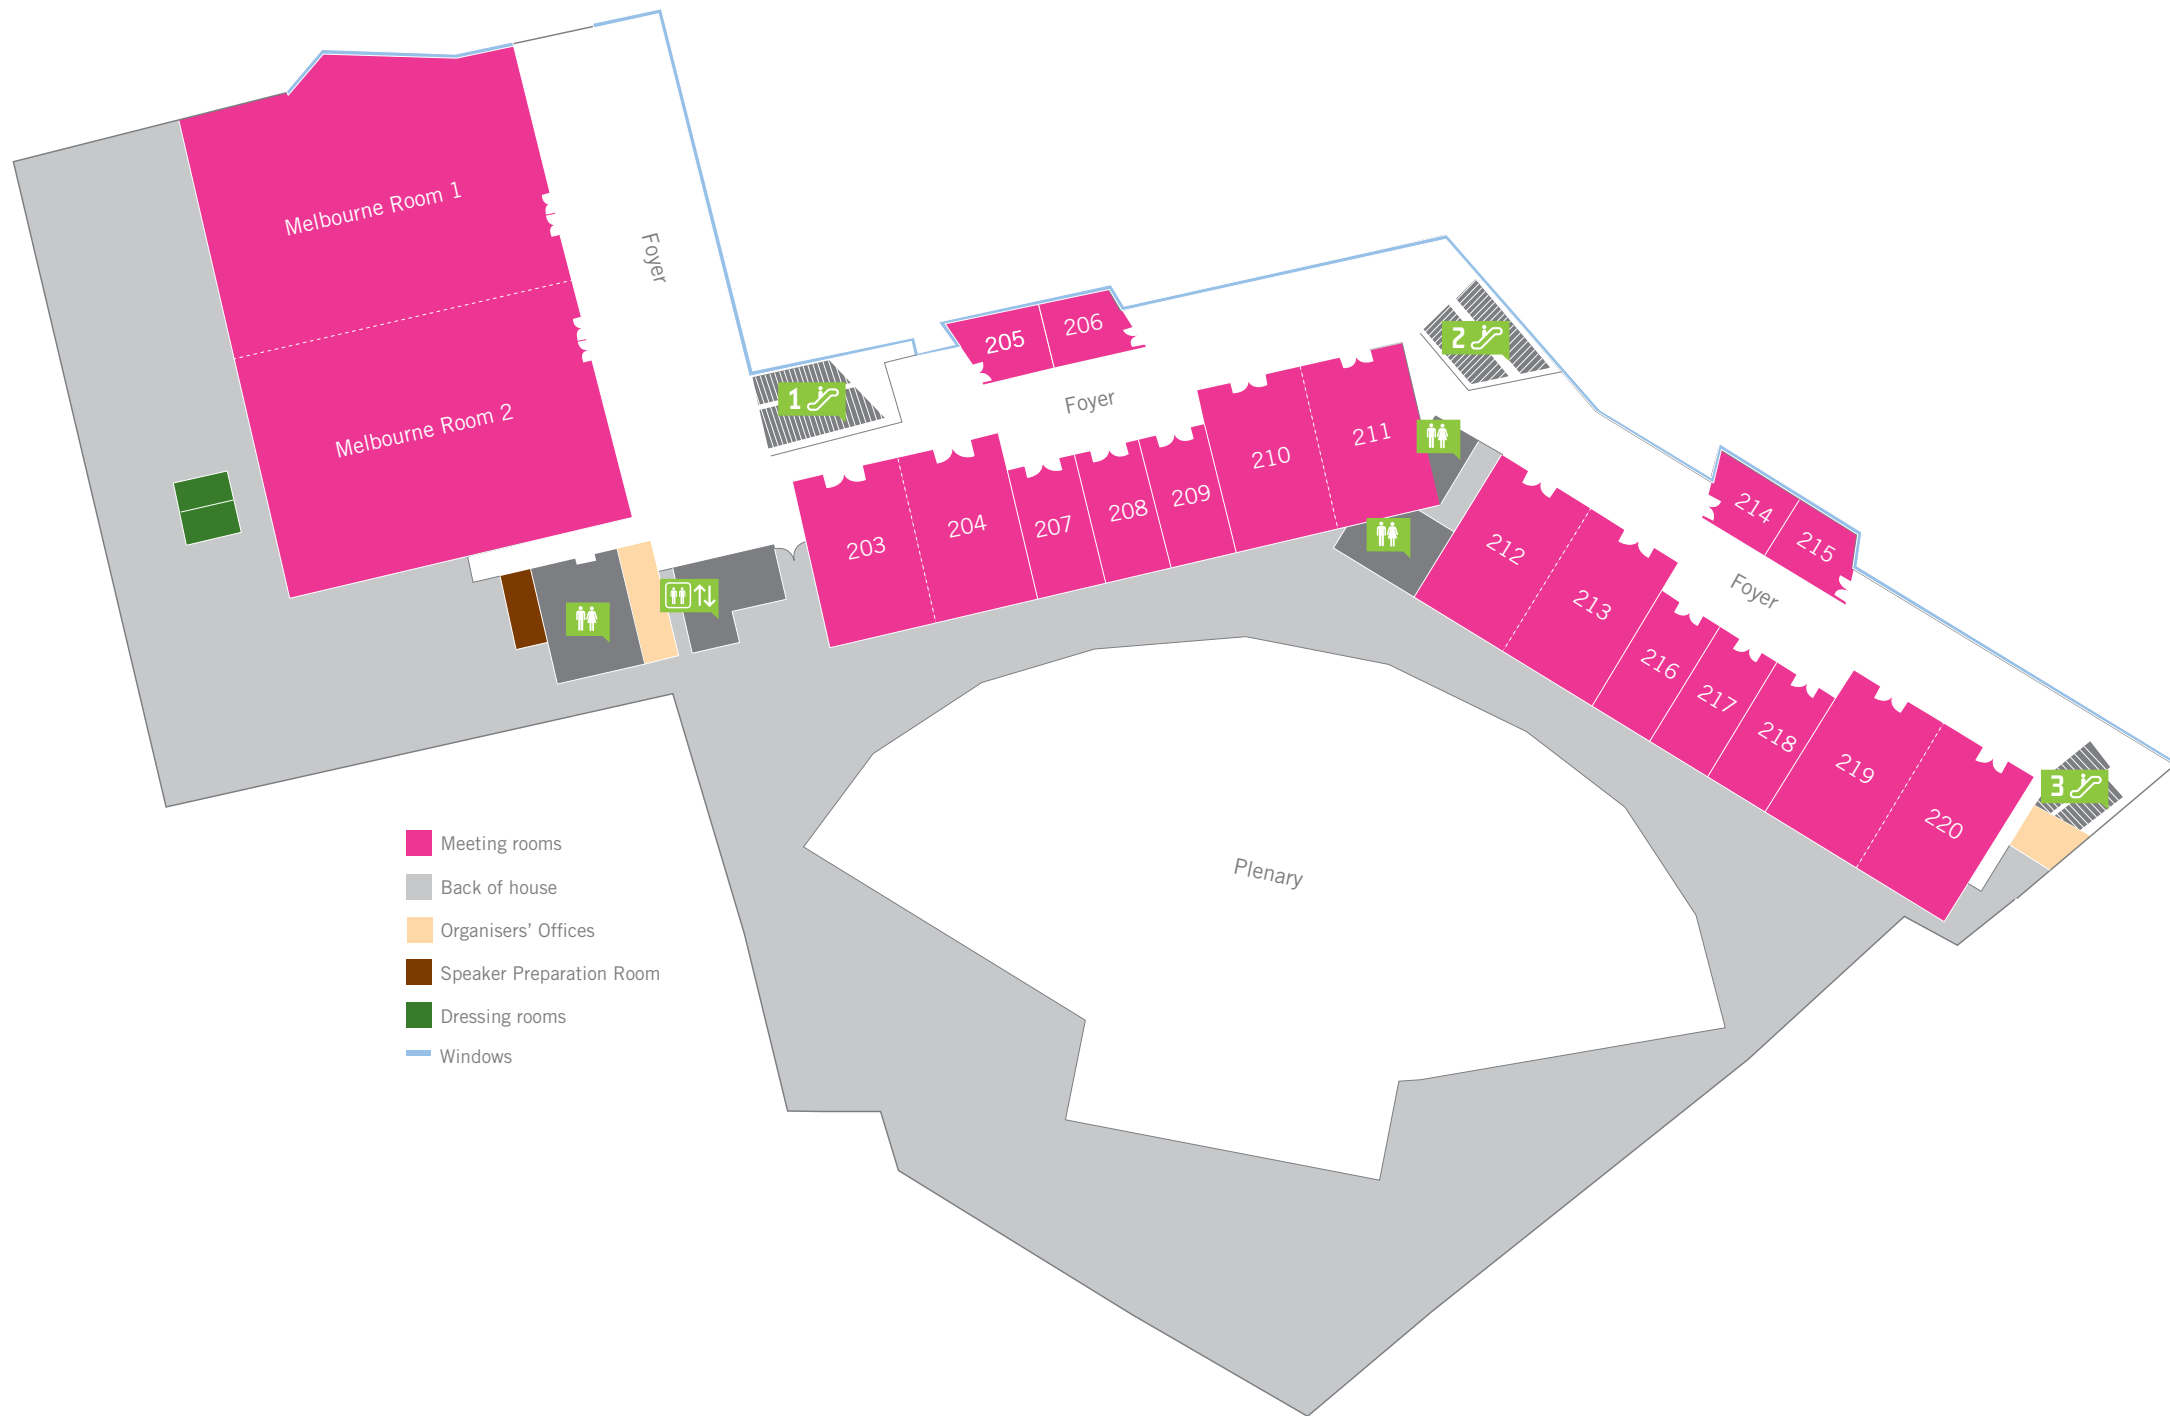 Melbourne Room 1
Melbourne Room 2
Foyer
1
205
206
Foyer
2
203
204
207
208
209
210
211
212
213
214
215
Foyer
216
217
218
219
220
3
Plenary
Meeting rooms
Back of house
Organisers' Offices
Speaker Preparation Room
Dressing rooms
Windows